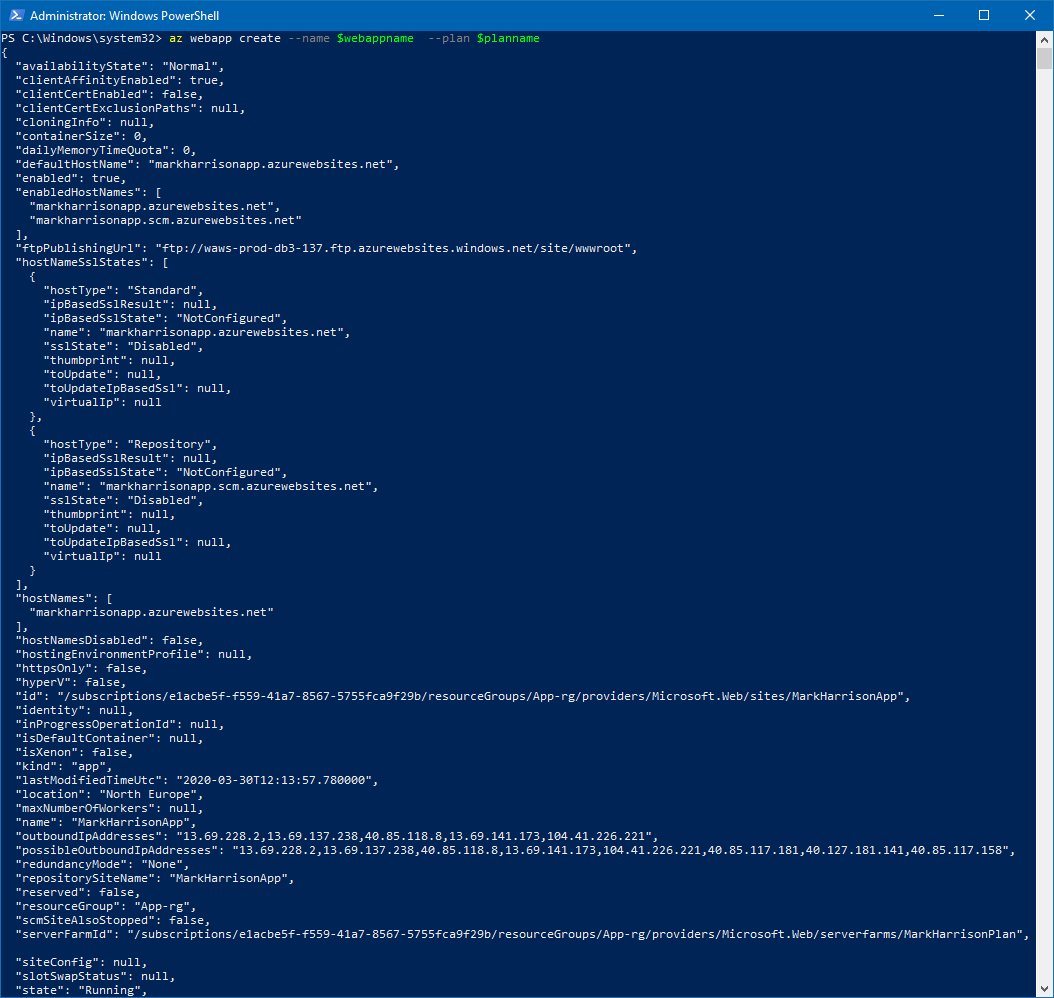 Administrator: Windows PowerShell
PS C:\Windows\system32> az webapp create --name $webappname  --plan $planname
{
  "availabilityState": "Normal",
  "clientAffinityEnabled": true,
  "clientCertEnabled": false,
  "clientCertExclusionPaths": null,
  "cloningInfo": null,
  "containerSize": 0,
  "dailyMemoryTimeQuota": 0,
  "defaultHostName": "markharrisonapp.azurewebsites.net",
  "enabled": true,
  "enabledHostNames": [
    "markharrisonapp.azurewebsites.net",
    "markharrisonapp.scm.azurewebsites.net"
  ],
  "ftpPublishingUrl": "ftp://waws-prod-db3-137.ftp.azurewebsites.windows.net/site/wwwroot",
  "hostNameSslStates": [
    {
      "hostType": "Standard",
      "ipBasedSslResult": null,
      "ipBasedSslState": "NotConfigured",
      "name": "markharrisonapp.azurewebsites.net",
      "sslState": "Disabled",
      "thumbprint": null,
      "toUpdate": null,
      "toUpdateIpBasedSsl": null,
      "virtualIp": null
    },
    {
      "hostType": "Repository",
      "ipBasedSslResult": null,
      "ipBasedSslState": "NotConfigured",
      "name": "markharrisonapp.scm.azurewebsites.net",
      "sslState": "Disabled",
      "thumbprint": null,
      "toUpdate": null,
      "toUpdateIpBasedSsl": null,
      "virtualIp": null
    }
  ],
  "hostNames": [
    "markharrisonapp.azurewebsites.net"
  ],
  "hostNamesDisabled": false,
  "hostingEnvironmentProfile": null,
  "httpsOnly": false,
  "hyperV": false,
  "id": "/subscriptions/e1acbe5f-f559-41a7-8567-5755fca9f29b/resourceGroups/App-rg/providers/Microsoft.Web/sites/MarkHarrisonApp",
  "identity": null,
  "inProgressOperationId": null,
  "isDefaultContainer": null,
  "isXenon": false,
  "kind": "app",
  "lastModifiedTimeUtc": "2020-03-30T12:13:57.780000",
  "location": "North Europe",
  "maxNumberOfWorkers": null,
  "name": "MarkHarrisonApp",
  "outboundIpAddresses": "13.69.228.2,13.69.137.238,40.85.118.8,13.69.141.173,104.41.226.221",
  "possibleOutboundIpAddresses": "13.69.228.2,13.69.137.238,40.85.118.8,13.69.141.173,104.41.226.221,40.85.117.181,40.127.181.141,40.85.117.158",
  "redundancyMode": "None",
  "repositorySiteName": "MarkHarrisonApp",
  "reserved": false,
  "resourceGroup": "App-rg",
  "scmSiteAlsoStopped": false,
  "serverFarmId": "/subscriptions/e1acbe5f-f559-41a7-8567-5755fca9f29b/resourceGroups/App-rg/providers/Microsoft.Web/serverfarms/MarkHarrisonPlan",
  "siteConfig": null,
  "slotSwapStatus": null,
  "state": "Running",